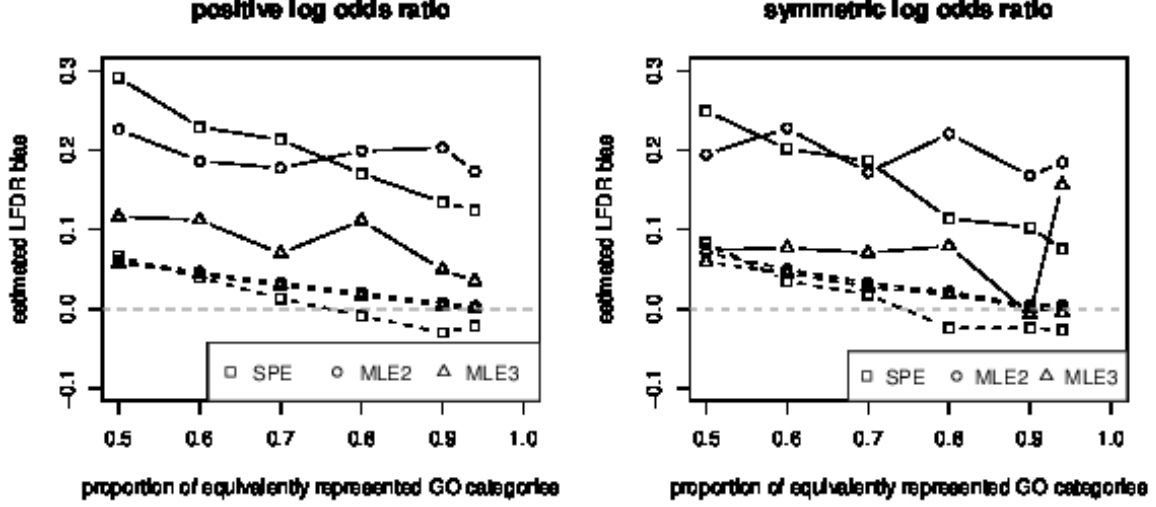 positive log odds ratio
estimated LFDR bias
0.3
0.2
0.1
0.0
-0.1
SPE MLE2 MLE3
0.5 0.6 0.7 0.8 0.9 1.0
proportion of equivalently represented GO categories
symmetric log odds ratio
estimated LFDR bias
0.3
0.2
0.1
0.0
-0.1
SPE MLE2 MLE3
0.5 0.6 0.7 0.8 0.9 1.0
proportion of equivalently represented GO categories